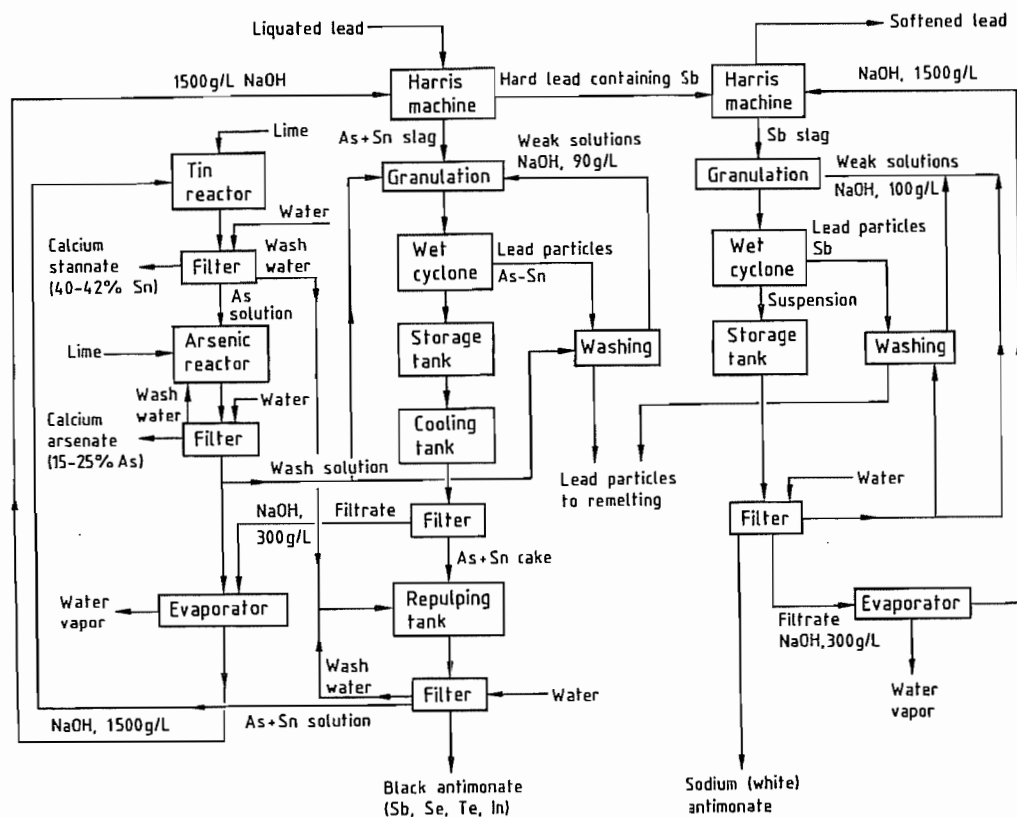 Liquated lead
Softened lead
1500g/L NaOH
Harris
machine
Hard lead containing Sb
Harris
machine
NaOH, 1500g/L
As+Sn slag
Sb slag
Lime
Tin
reactor
Granulation
Weak solutions
NaOH, 90g/L
Granulation
Weak solutions
NaOH, 100g/L
Water
Calcium
stannate
(40–42% Sn)
Filter
Wash
water
Wet
cyclone
Lead particles
As–Sn
Wet
cyclone
Lead particles
Sb
As
solution
Suspension
Lime
Arsenic
reactor
Storage
tank
Washing
Storage
tank
Washing
Wash
water
Water
Calcium
arsenate
(15–25% As)
Filter
Cooling
tank
Wash solution
Lead particles
to remelting
NaOH,
300g/L
Filtrate
Filter
Water
Filter
As+Sn cake
Water
vapor
Evaporator
Repulping
tank
Filtrate
NaOH,300g/L
Evaporator
Wash
water
Filter
Water
Water
vapor
NaOH, 1500g/L
As+Sn solution
Black antimonate
(Sb, Se, Te, In)
Sodium (white)
antimonate